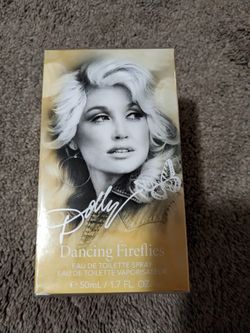 Dolly
Dancing Fireflies
EAU DE TOILETTE SPRAY
EAU DE TOILETTE VAPORISATEUR
℮ 50mL / 1.7 FL. OZ.